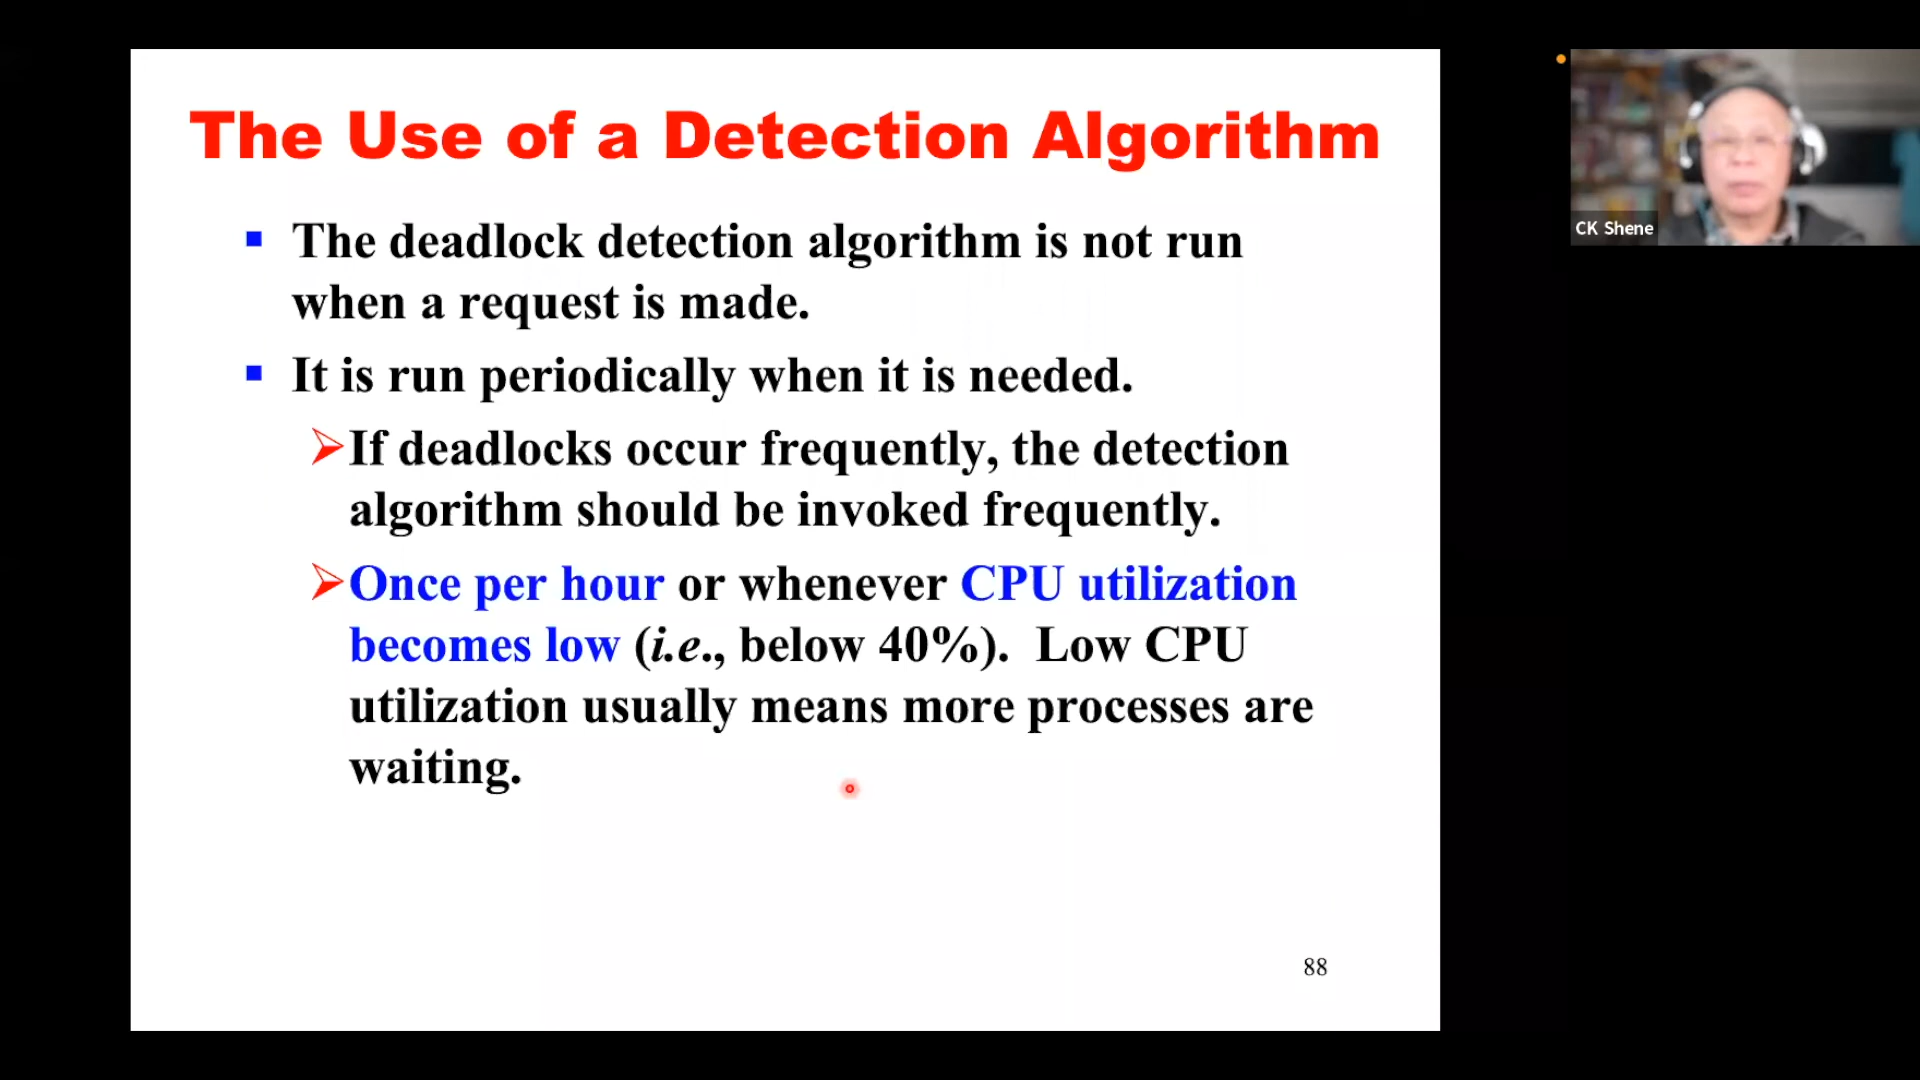 The Use of a Detection Algorithm
The deadlock detection algorithm is not run
when a request is made.
It is run periodically when it is needed.
If deadlocks occur frequently, the detection
algorithm should be invoked frequently.
Once per hour or whenever CPU utilization
becomes low (i.e., below 40%). Low CPU
utilization usually means more processes are
waiting.
88
CK Shene